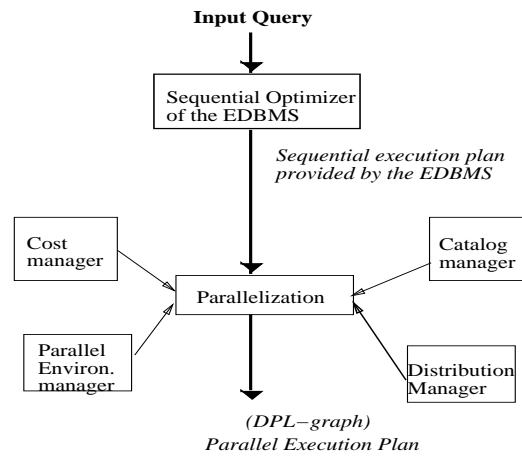 Input Query
Sequential Optimizer
of the EDBMS
Sequential execution plan
provided by the EDBMS
Cost
manager
Catalog
manager
Parallelization
Parallel
Environ.
manager
Distribution
Manager
(DPL−graph)
Parallel Execution Plan